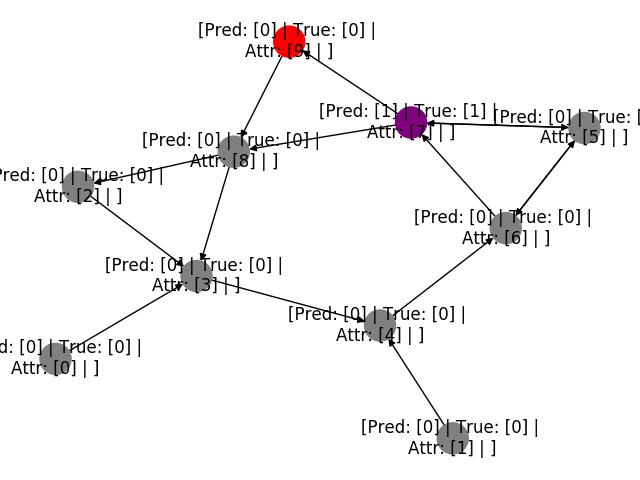 [Pred: [0] | True: [0] |
Attr: [9] | ]
[Pred: [1] | True: [1] |
Attr: [7] | ]
[Pred: [0] | True: [
Attr: [5] | ]
[Pred: [0] | True: [0] |
Attr: [8] | ]
Pred: [0] | True: [0] |
Attr: [2] | ]
[Pred: [0] | True: [0] |
Attr: [6] | ]
[Pred: [0] | True: [0] |
Attr: [3] | ]
[Pred: [0] | True: [0] |
Attr: [4] | ]
d: [0] | True: [0] |
Attr: [0] | ]
[Pred: [0] | True: [0] |
Attr: [1] | ]